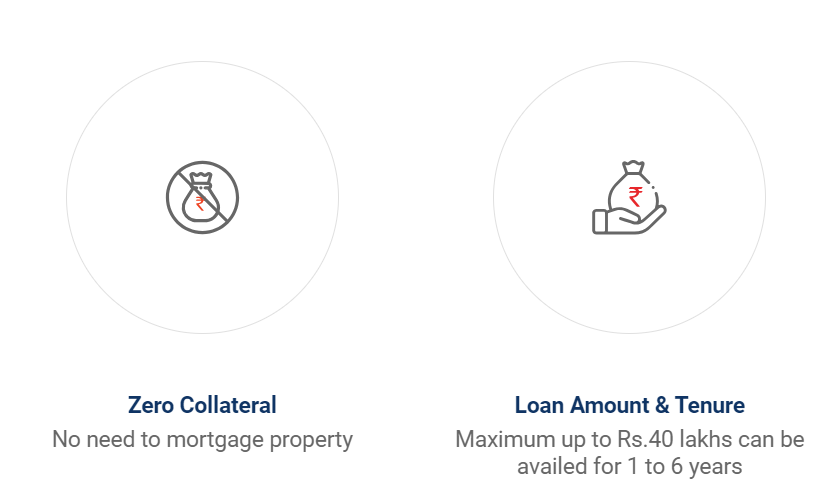 ₹
₹
Zero Collateral
No need to mortgage property
Loan Amount & Tenure
Maximum up to Rs.40 lakhs can be
availed for 1 to 6 years